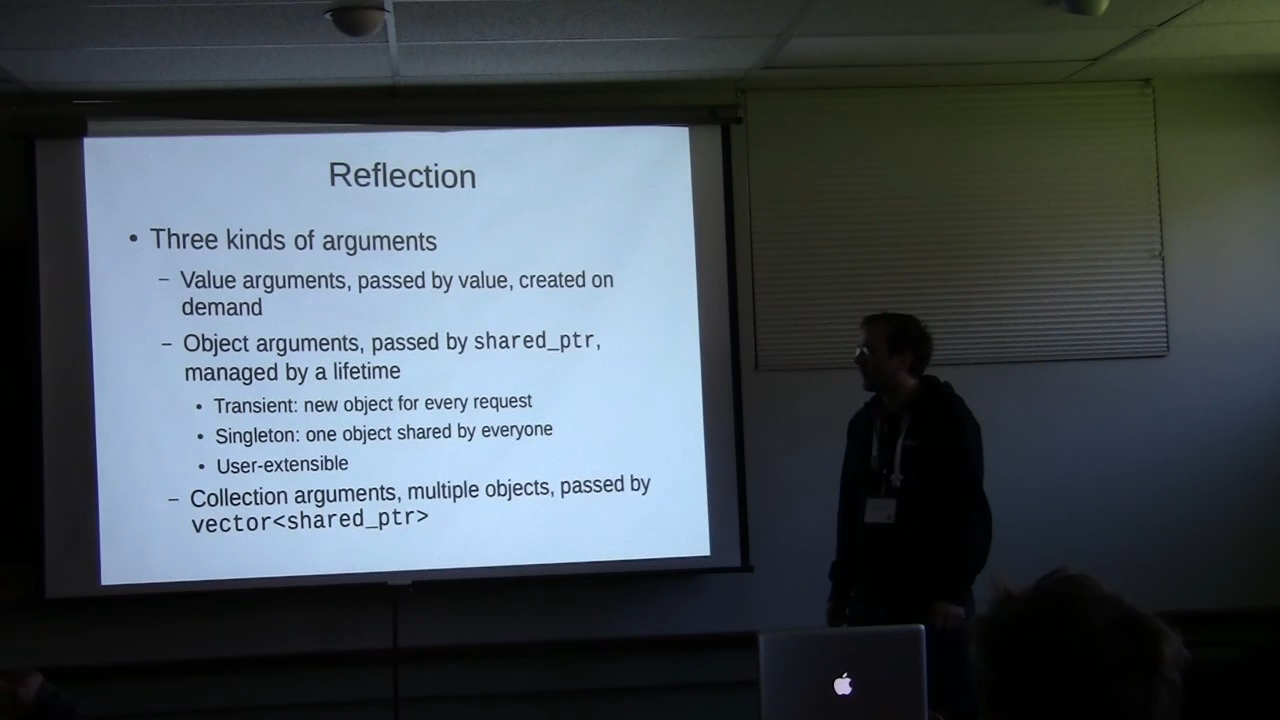 Reflection
• Three kinds of arguments
– Value arguments, passed by value, created on
demand
– Object arguments, passed by shared_ptr,
managed by a lifetime
• Transient: new object for every request
• Singleton: one object shared by everyone
• User-extensible
– Collection arguments, multiple objects, passed by
vector<shared_ptr>